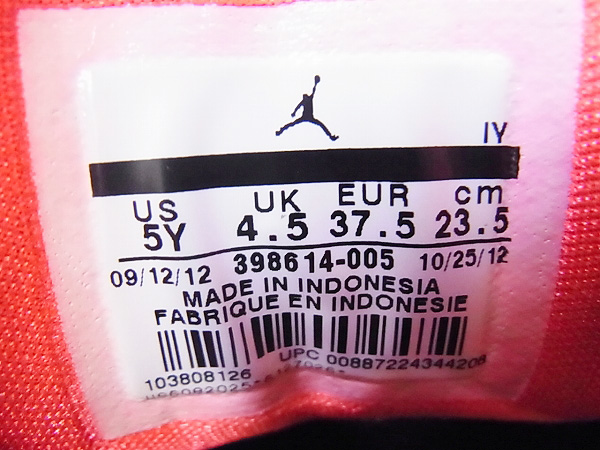 IY
US UK EUR cm
5Y 4.5 37.5 23.5
09/12/12 398614-005 10/25/12
MADE IN INDONESIA
FABRIQUE EN INDONESIE
UPC 00887224344208
103808126